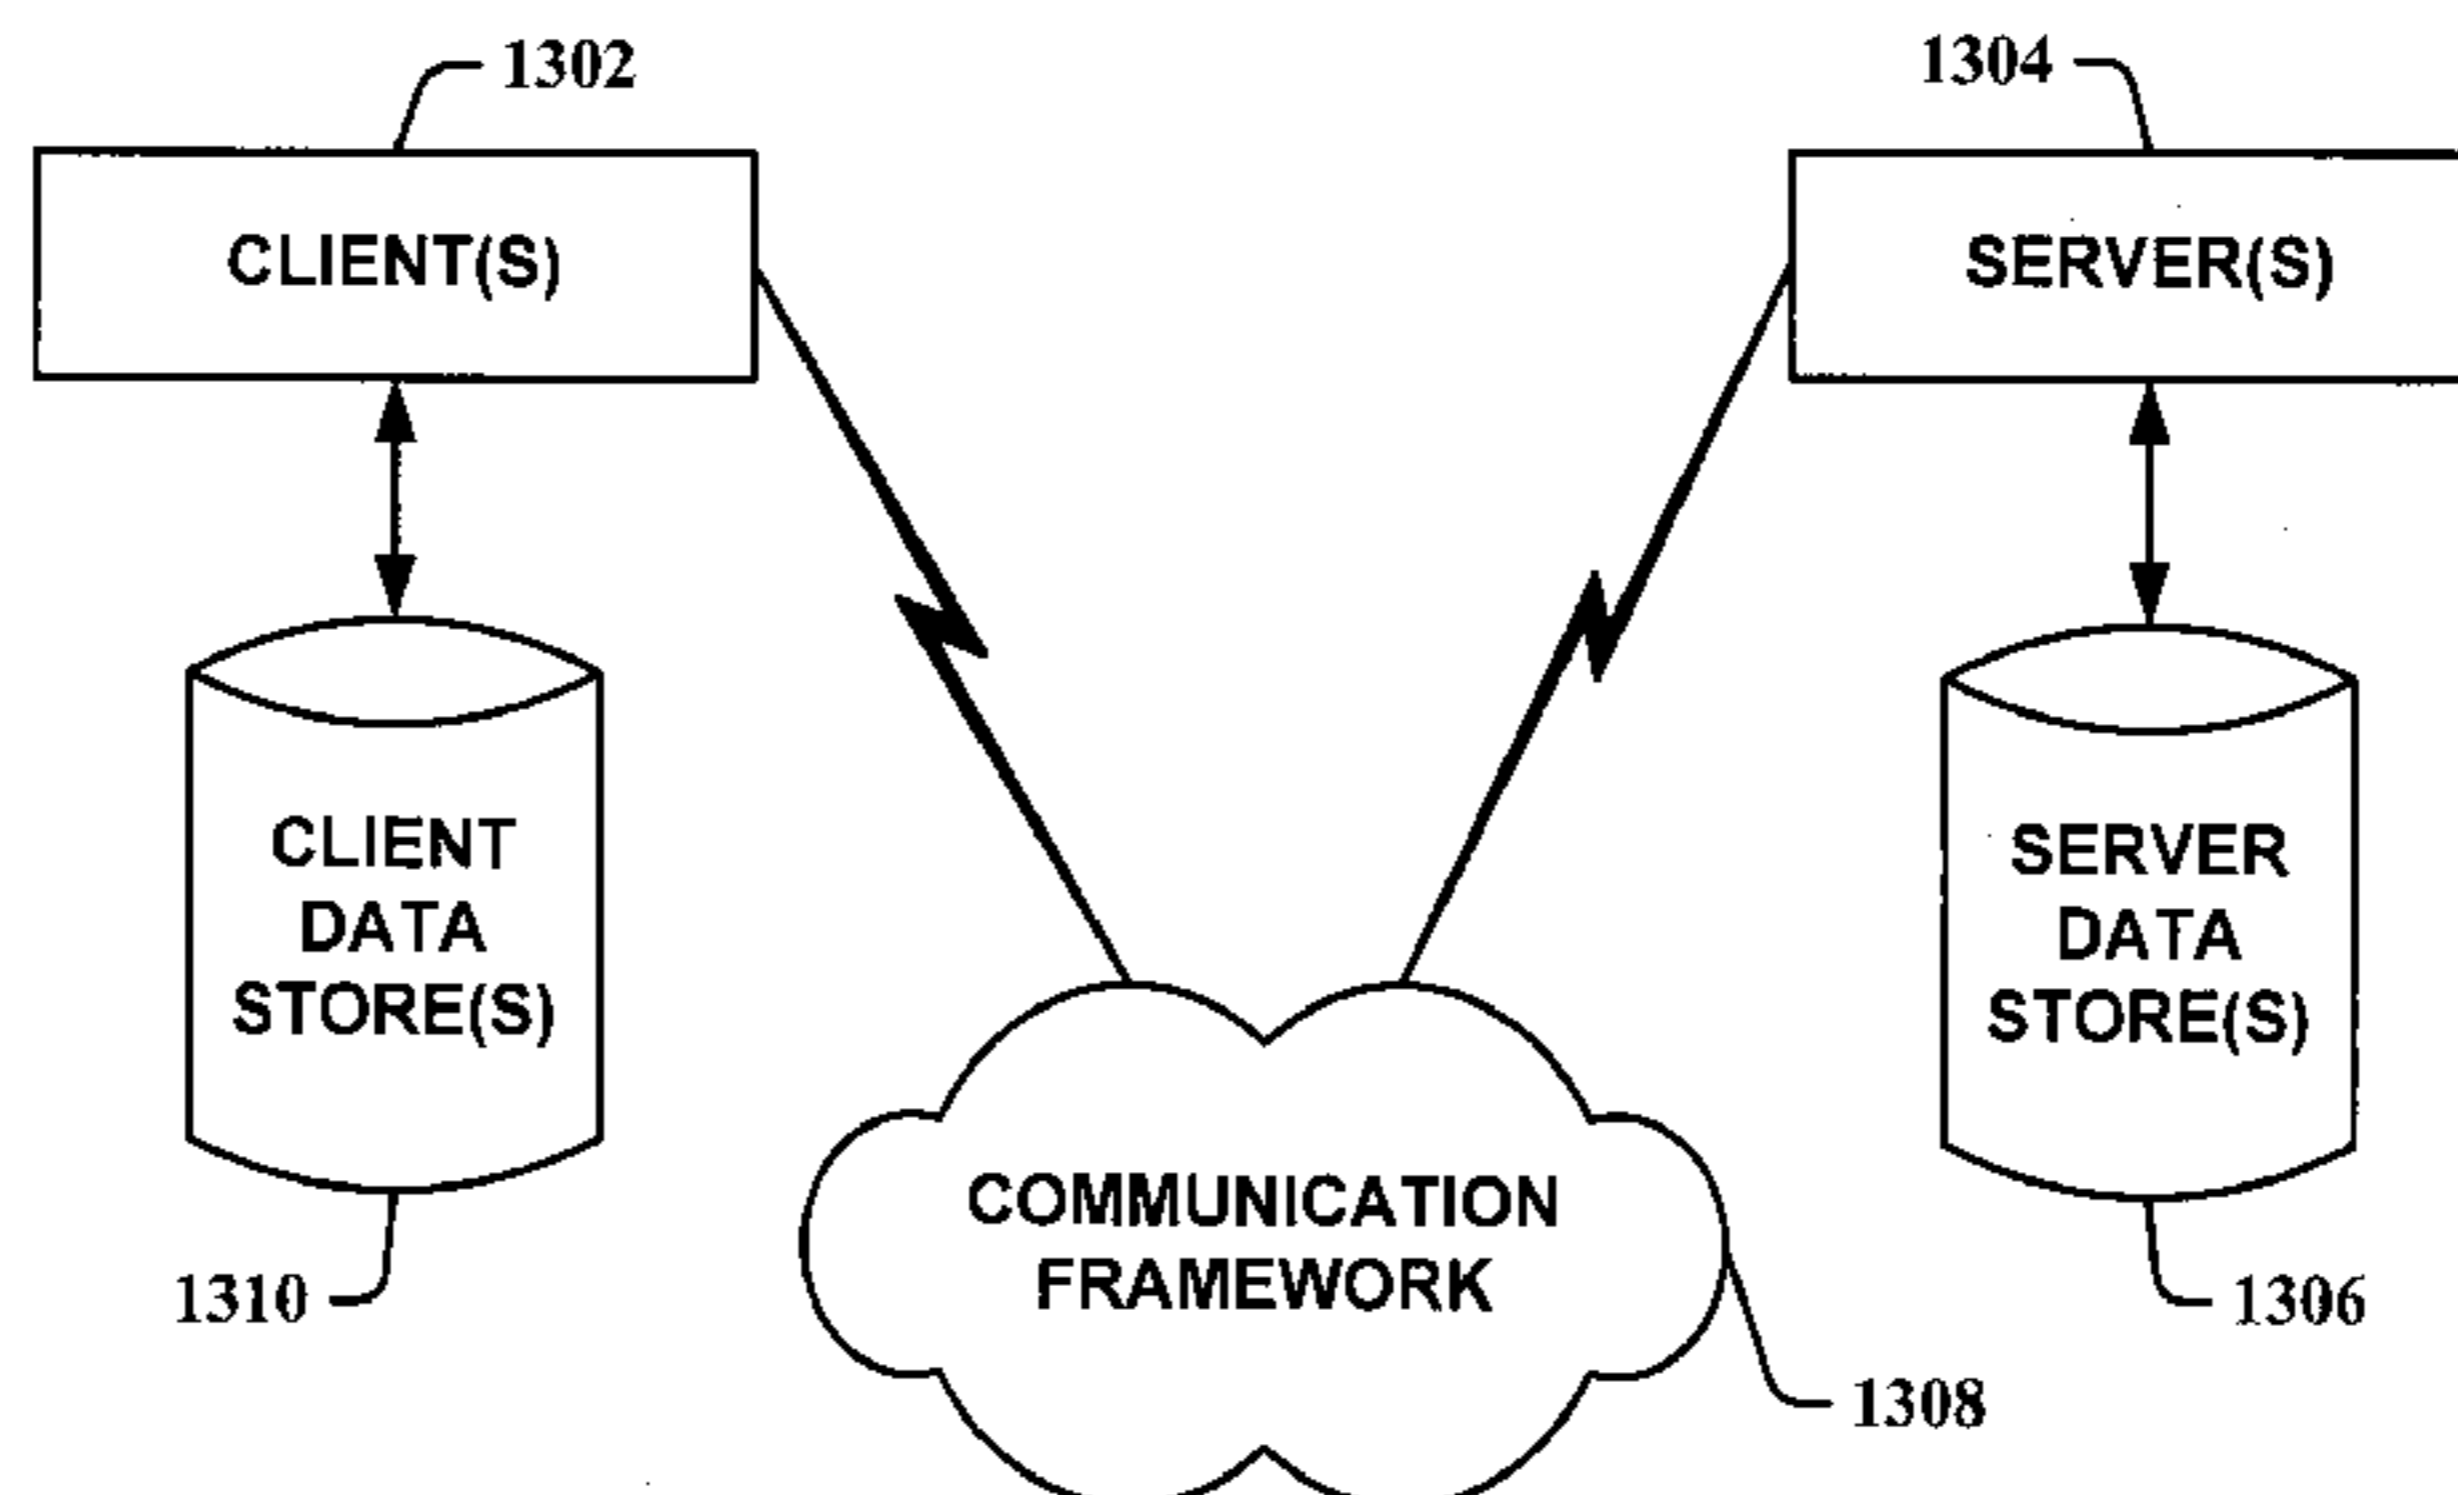 1302
1304
CLIENT(S)
SERVER(S)
CLIENT
DATA
STORE(S)
SERVER
DATA
STORE(S)
COMMUNICATION
FRAMEWORK
1310
1306
1308